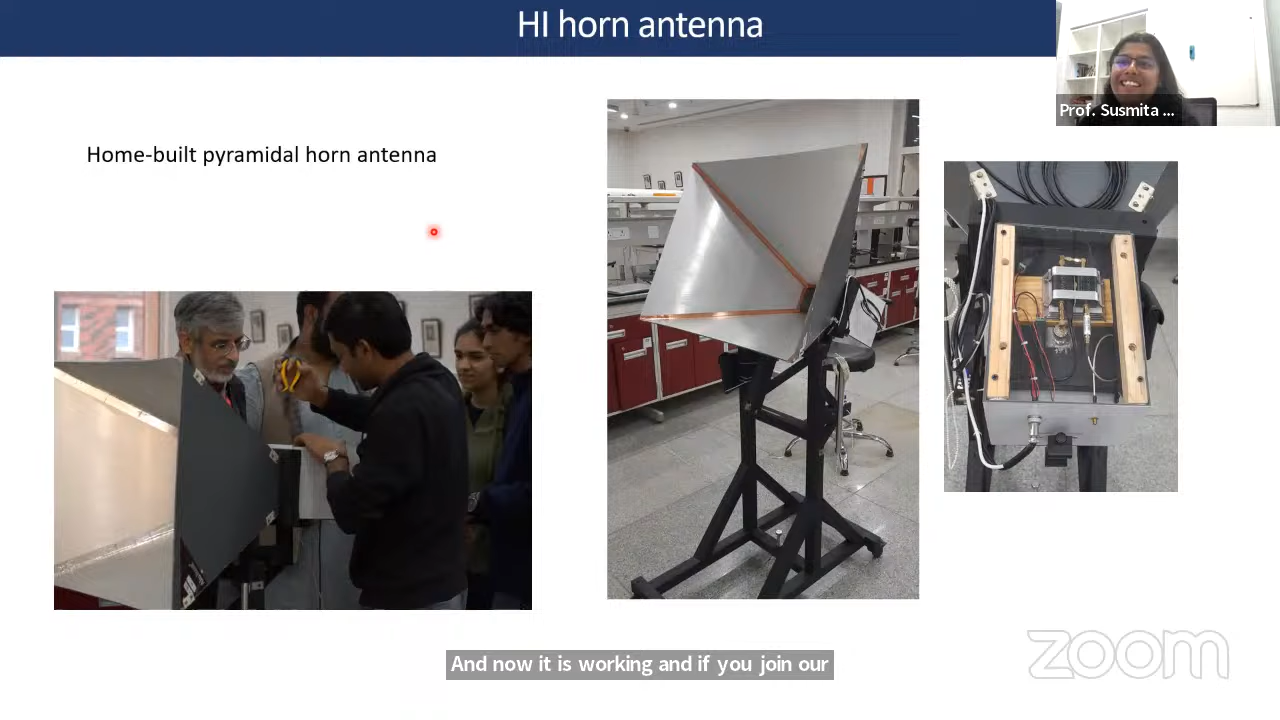 HI horn antenna
Prof. Susmita ...
Home-built pyramidal horn antenna
And now it is working and if you join our
zoom